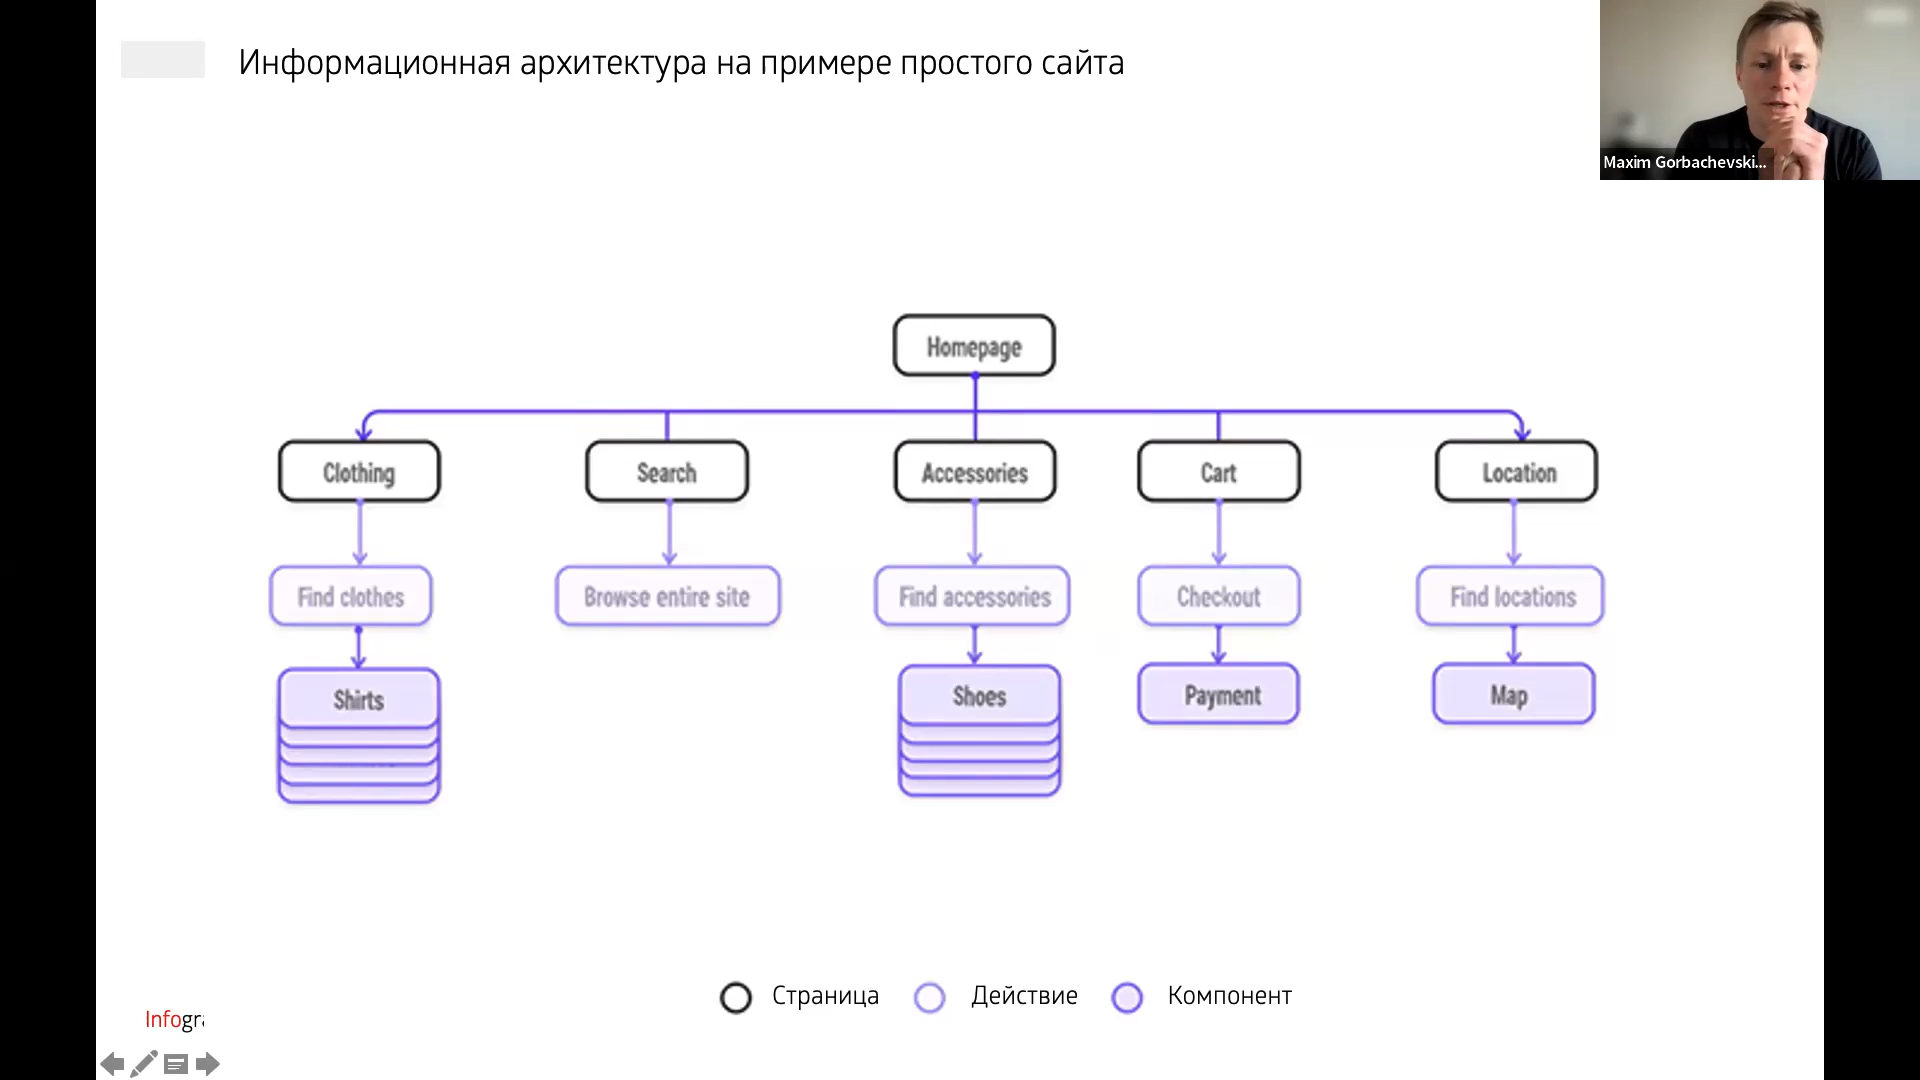 Информационная архитектура на примере простого сайта
Maxim Gorbachevski...
Homepage
Clothing
Search
Accessories
Cart
Location
Find clothes
Browse entire site
Find accessories
Checkout
Find locations
Shirts
Shoes
Payment
Map
Страница
Действие
Компонент
Infogra